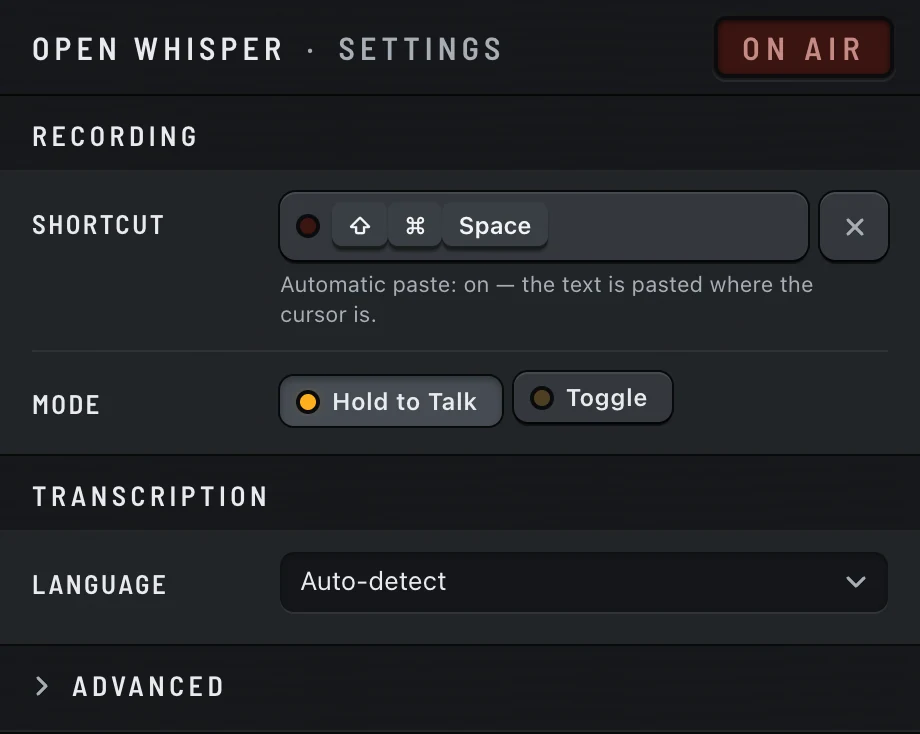 OPEN WHISPER · SETTINGS
ON AIR
RECORDING
SHORTCUT
⇧ ⌘ Space
Automatic paste: on — the text is pasted where the
cursor is.
MODE
Hold to Talk
Toggle
TRANSCRIPTION
LANGUAGE
Auto-detect
ADVANCED